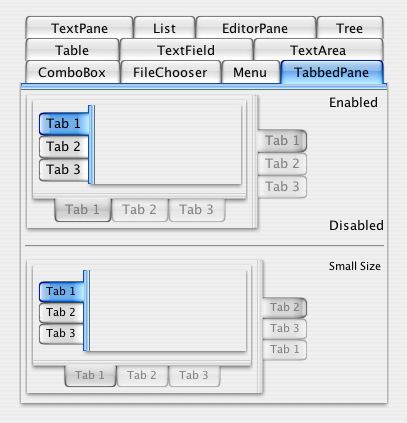 TextPane List EditorPane Tree
Table TextField TextArea
ComboBox FileChooser Menu TabbedPane
Enabled
Tab 1
Tab 2
Tab 3
Tab 1
Tab 2
Tab 3
Tab 1 Tab 2 Tab 3
Disabled
Small Size
Tab 1
Tab 2
Tab 3
Tab 2
Tab 3
Tab 1
Tab 1 Tab 2 Tab 3